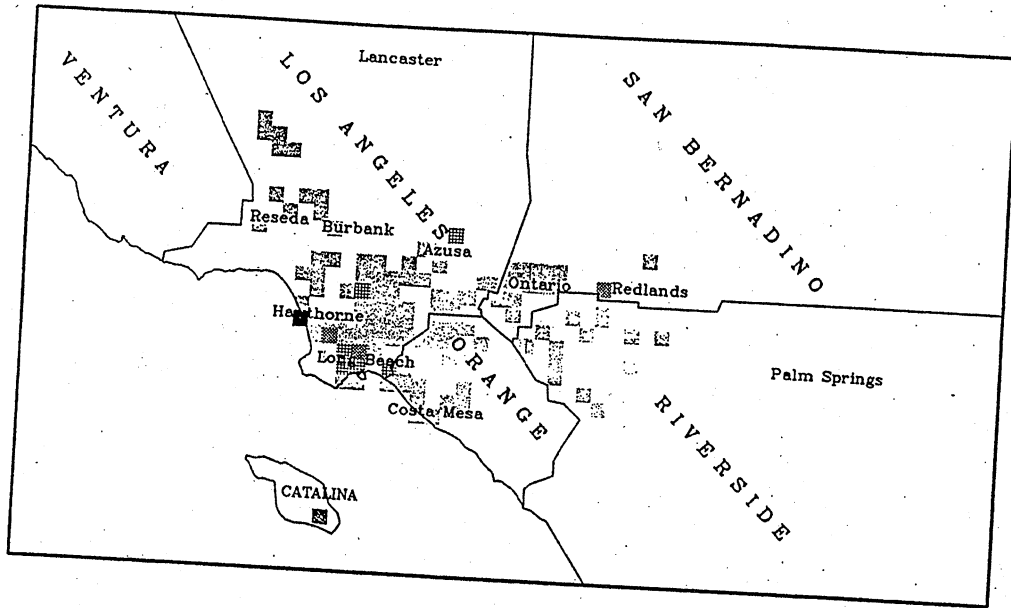 Lancaster
VENTURA
LOS ANGELES
SAN BERNADINO
Reseda
Burbank
Azusa
Ontario
Redlands
Hawthorne
Long Beach
ORANGE
Palm Springs
Costa Mesa
RIVERSIDE
CATALINA